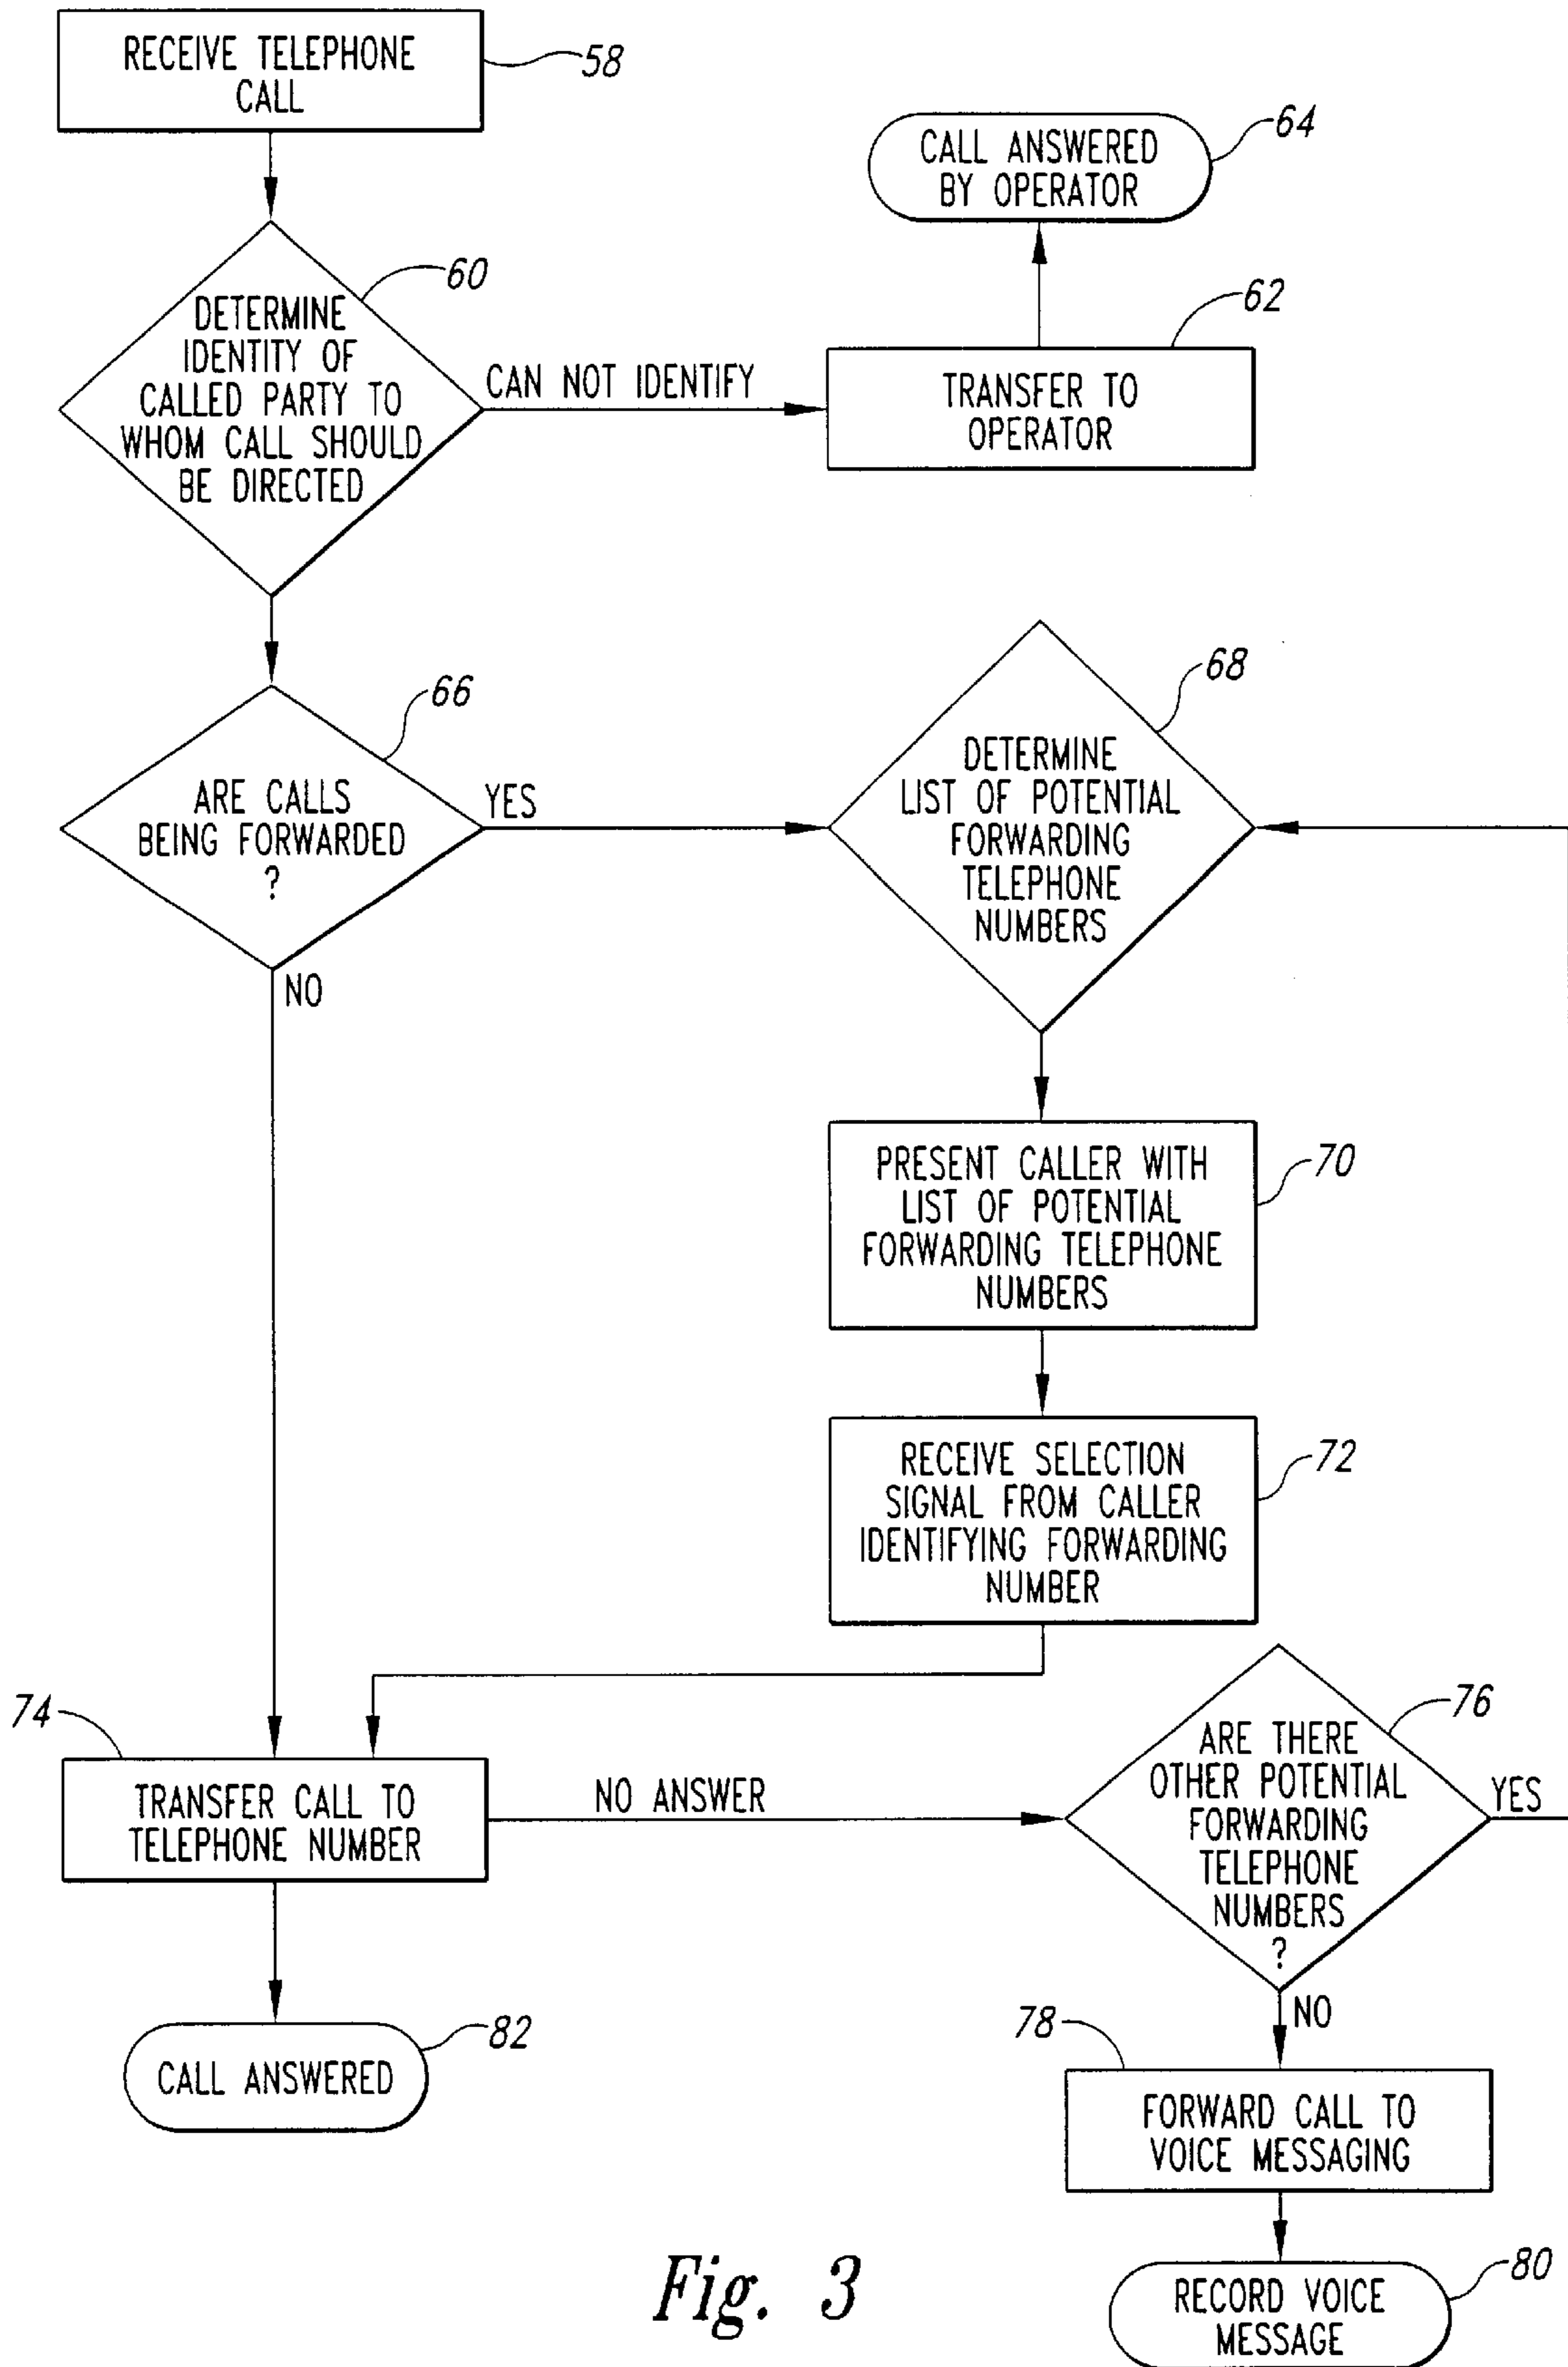 RECEIVE TELEPHONE
CALL
58
CALL ANSWERED
BY OPERATOR
64
60
DETERMINE
IDENTITY OF
CALLED PARTY TO
WHOM CALL SHOULD
BE DIRECTED
CAN NOT IDENTIFY
62
TRANSFER TO
OPERATOR
66
ARE CALLS
BEING FORWARDED
?
YES
NO
68
DETERMINE
LIST OF POTENTIAL
FORWARDING
TELEPHONE
NUMBERS
PRESENT CALLER WITH
LIST OF POTENTIAL
FORWARDING TELEPHONE
NUMBERS
70
RECEIVE SELECTION
SIGNAL FROM CALLER
IDENTIFYING FORWARDING
NUMBER
72
74
TRANSFER CALL TO
TELEPHONE NUMBER
NO ANSWER
76
ARE THERE
OTHER POTENTIAL
FORWARDING
TELEPHONE
NUMBERS
?
YES
NO
82
CALL ANSWERED
78
FORWARD CALL TO
VOICE MESSAGING
80
RECORD VOICE
MESSAGE
Fig. 3